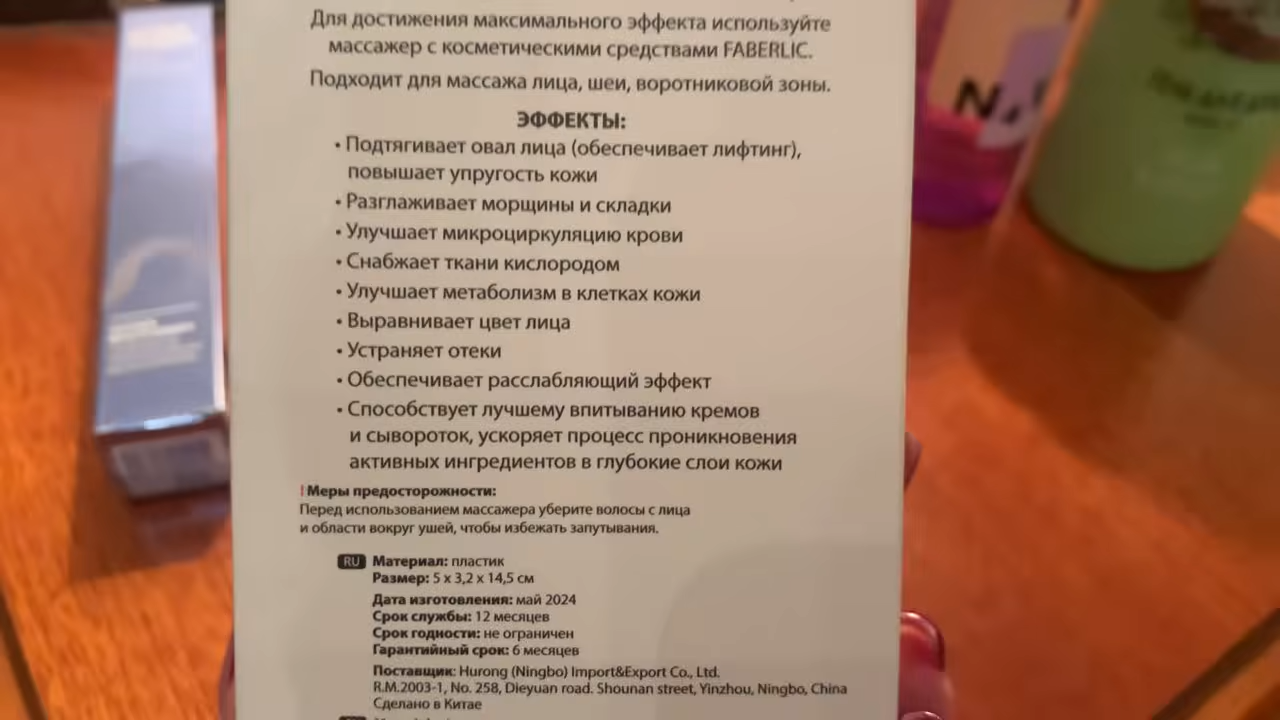 Для достижения максимального эффекта используйте
массажер с косметическими средствами FABERLIC.
Подходит для массажа лица, шеи, воротниковой зоны.
ЭФФЕКТЫ:
• Подтягивает овал лица (обеспечивает лифтинг),
повышает упругость кожи
• Разглаживает морщины и складки
• Улучшает микроциркуляцию крови
• Снабжает ткани кислородом
• Улучшает метаболизм в клетках кожи
• Выравнивает цвет лица
• Устраняет отеки
• Обеспечивает расслабляющий эффект
• Способствует лучшему впитыванию кремов
и сывороток, ускоряет процесс проникновения
активных ингредиентов в глубокие слои кожи
! Меры предосторожности:
Перед использованием массажера уберите волосы с лица
и области вокруг ушей, чтобы избежать запутывания.
RU Материал: пластик
Размер: 5 х 3,2 х 14,5 см
Дата изготовления: май 2024
Срок службы: 12 месяцев
Срок годности: не ограничен
Гарантийный срок: 6 месяцев
Поставщик: Hurong (Ningbo) Import&Export Co., Ltd.
R.M.2003-1, No. 258, Dieyuan road. Shounan street, Yinzhou, Ningbo, China
Сделано в Китае